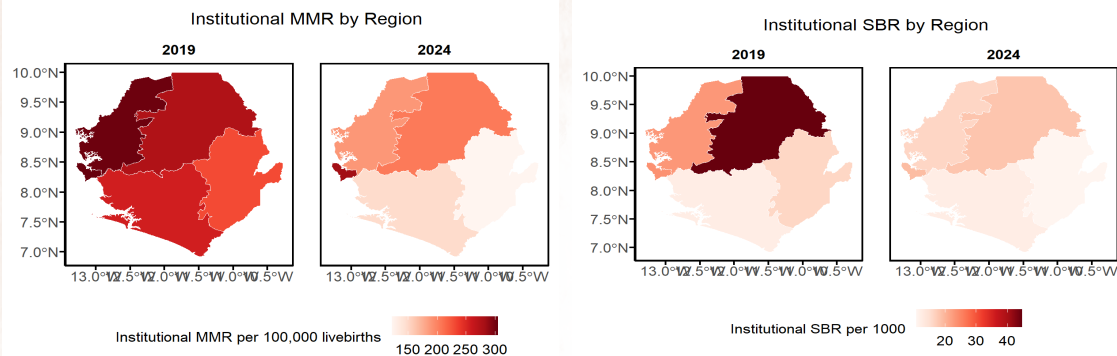 Institutional MMR by Region
2019 2024
10.0°N
9.5°N
9.0°N
8.5°N
8.0°N
7.5°N
7.0°N
Institutional MMR per 100,000 livebirths
150 200 250 300
Institutional SBR by Region
2019 2024
10.0°N
9.5°N
9.0°N
8.5°N
8.0°N
7.5°N
7.0°N
Institutional SBR per 1000
20 30 40